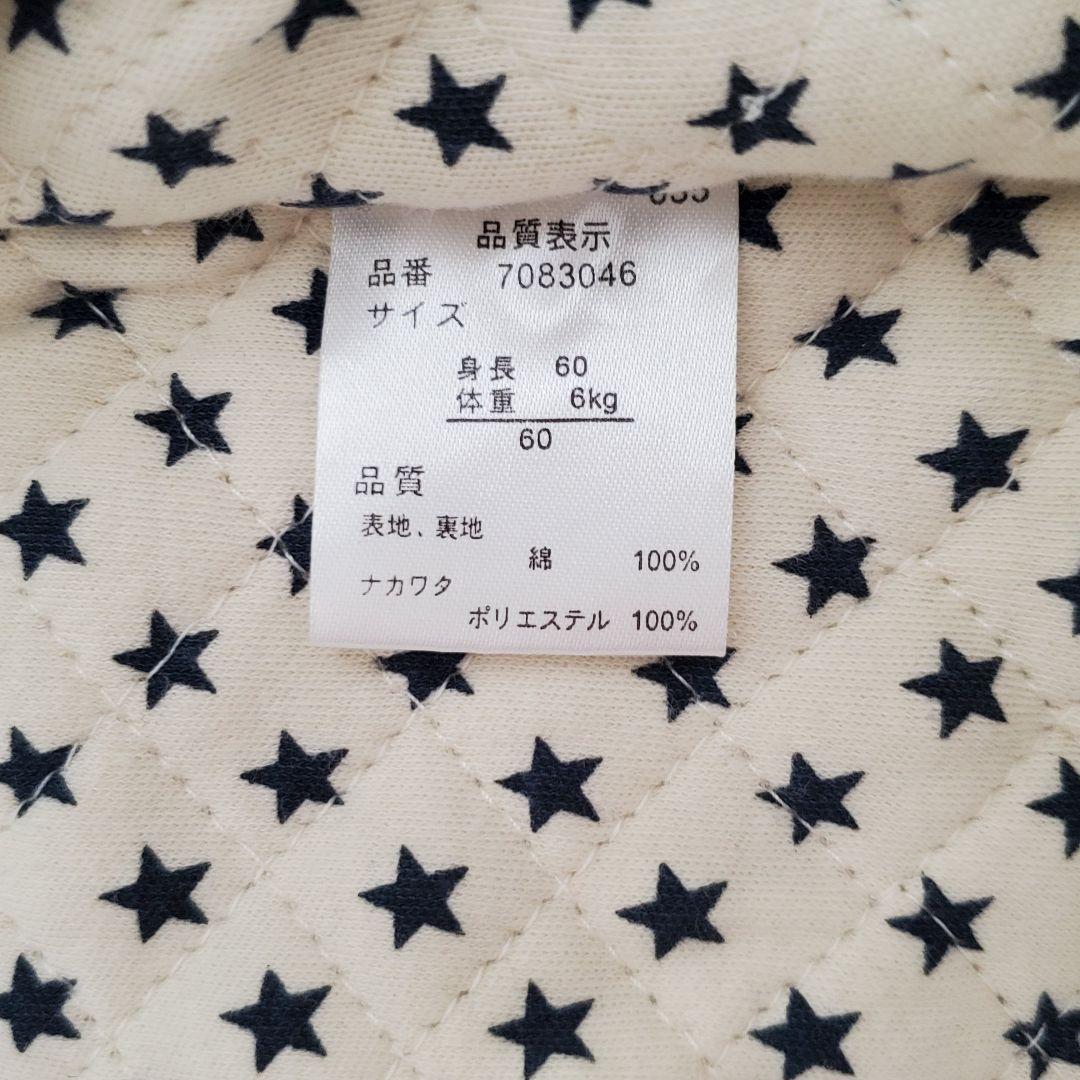 品質表示
品番 7083046
サイズ
身長 60
体重 6kg
60
品質
表地、裏地
綿 100%
ナカワタ
ポリエステル 100%